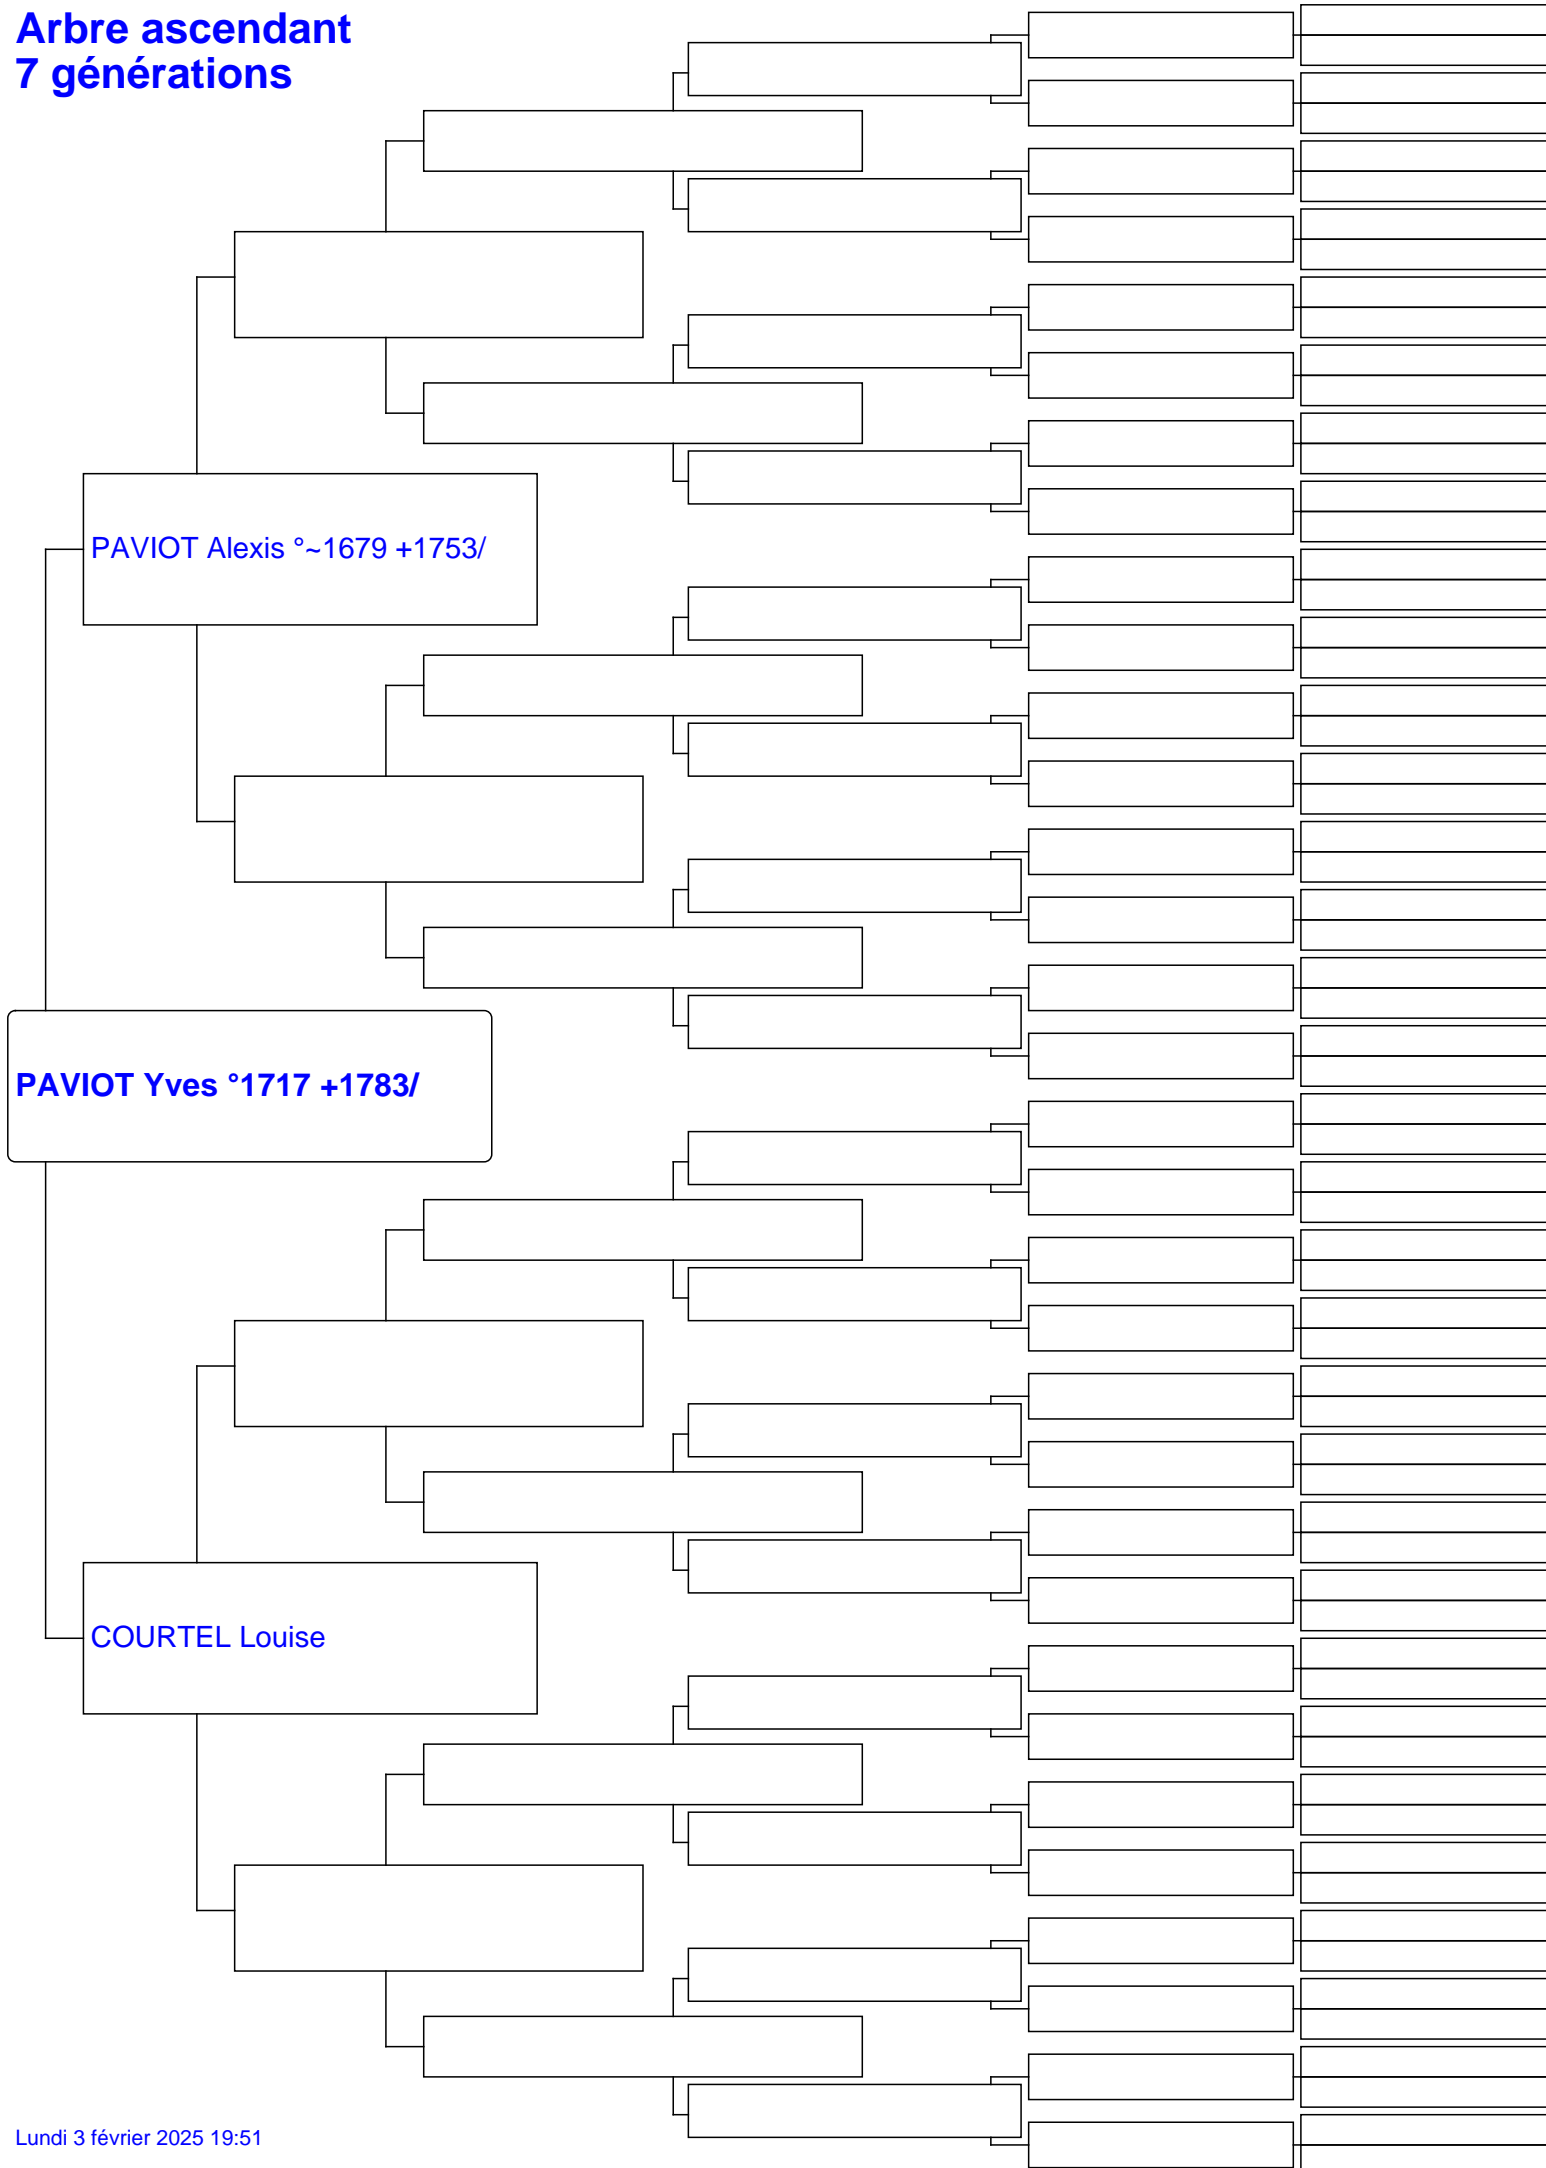 Arbre ascendant
7 générations
PAVIOT Alexis °~1679 +1753/
PAVIOT Yves °1717 +1783/
COURTEL Louise
Lundi 3 février 2025 19:51